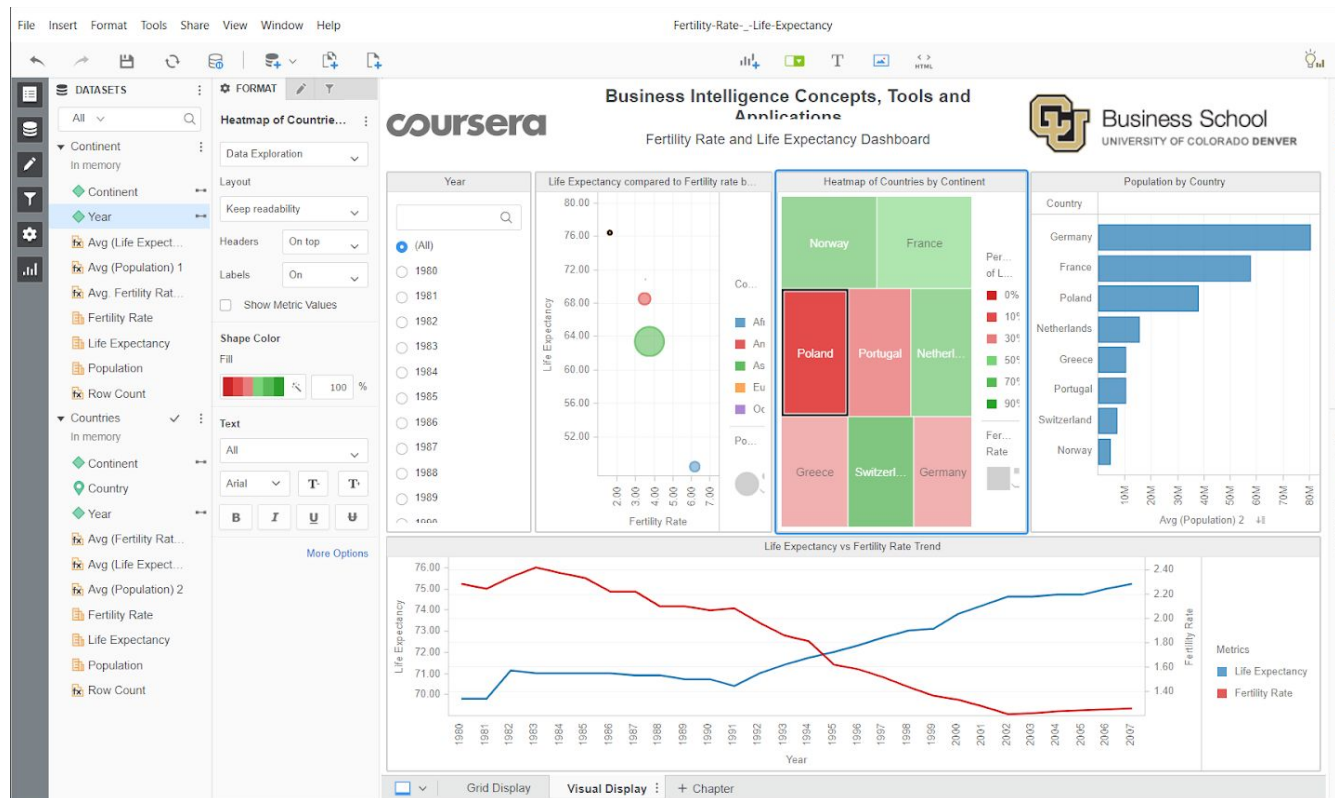 File Insert Format Tools Share View Window Help
Fertility-Rate-_-Life-Expectancy
T
< >
HTML
DATASETS
All
Continent
In memory
Continent
Year
Avg (Life Expect...
Avg (Population) 1
Avg. Fertility Rat...
Fertility Rate
Life Expectancy
Population
Row Count
Countries
In memory
Continent
Country
Year
Avg (Fertility Rat...
Avg (Life Expect...
Avg (Population) 2
Fertility Rate
Life Expectancy
Population
Row Count
FORMAT
Heatmap of Countrie...
Data Exploration
Layout
Keep readability
Headers On top
Labels On
Show Metric Values
Shape Color
Fill
100 %
Text
All
Arial T T
B I U U
More Options
coursera
Business Intelligence Concepts, Tools and
Applications
Fertility Rate and Life Expectancy Dashboard
CU
Business School
UNIVERSITY OF COLORADO DENVER
Year
(All)
1980
1981
1982
1983
1984
1985
1986
1987
1988
1989
1990
Life Expectancy compared to Fertility rate b...
80.00
76.00
72.00
68.00
64.00
60.00
56.00
52.00
Life Expectancy
2.00 3.00 4.00 5.00 6.00 7.00
Fertility Rate
Co...
Afr
Am
As
Eu
Oc
Po...
Heatmap of Countries by Continent
Norway France
Poland Portugal Netherl...
Greece Switzerl... Germany
Per...
of L...
0%
10%
30%
50%
70%
90%
Fer...
Rate
Population by Country
Country
Germany
France
Poland
Netherlands
Greece
Portugal
Switzerland
Norway
10M 20M 30M 40M 50M 60M 70M 80M
Avg (Population) 2
Life Expectancy vs Fertility Rate Trend
76.00
75.00
74.00
73.00
72.00
71.00
70.00
Life Expectancy
2.40
2.20
2.00
1.80
1.60
1.40
Fertility Rate
1980 1981 1982 1983 1984 1985 1986 1987 1988 1989 1990 1991 1992 1993 1994 1995 1996 1997 1998 1999 2000 2001 2002 2003 2004 2005 2006 2007
Year
Metrics
Life Expectancy
Fertility Rate
Grid Display Visual Display + Chapter